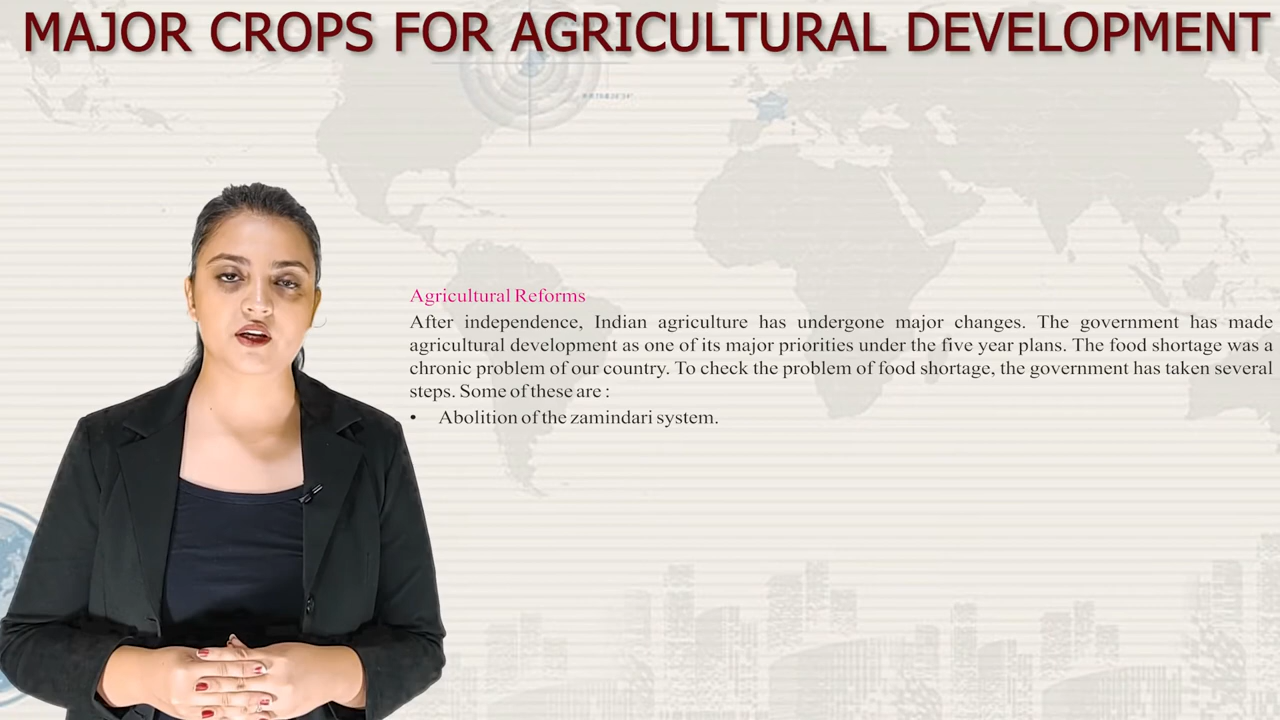 MAJOR CROPS FOR AGRICULTURAL DEVELOPMENT
Agricultural Reforms
After independence, Indian agriculture has undergone major changes. The government has made
agricultural development as one of its major priorities under the five year plans. The food shortage was a
chronic problem of our country. To check the problem of food shortage, the government has taken several
steps. Some of these are :
• Abolition of the zamindari system.